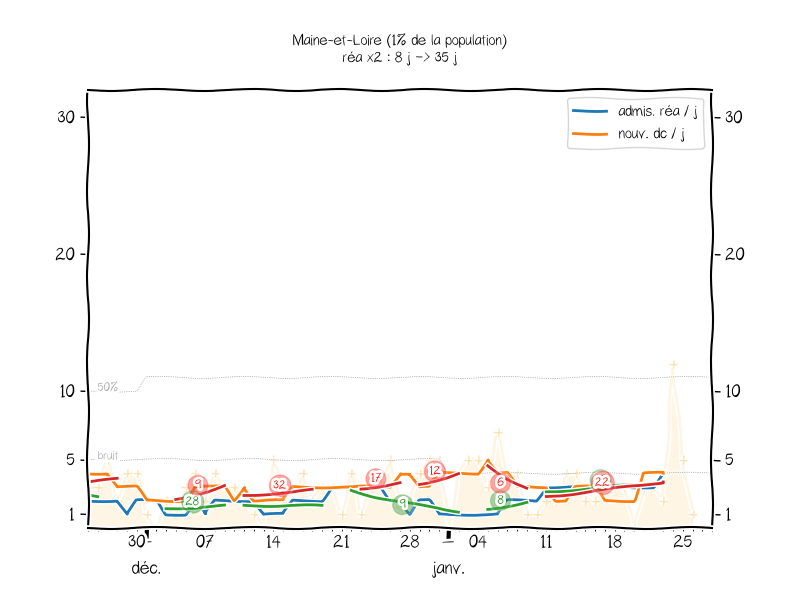 Maine-et-Loire (1% de la population)
réa x2 : 8 j -> 35 j
admis. réa / j
nouv. dc / j
30 30
20 20
50%
10 10
bruit
5 5
17 12
9 32 6 22
28 9 8
1 1
30 07 14 21 28 04 11 18 25
déc. janv.